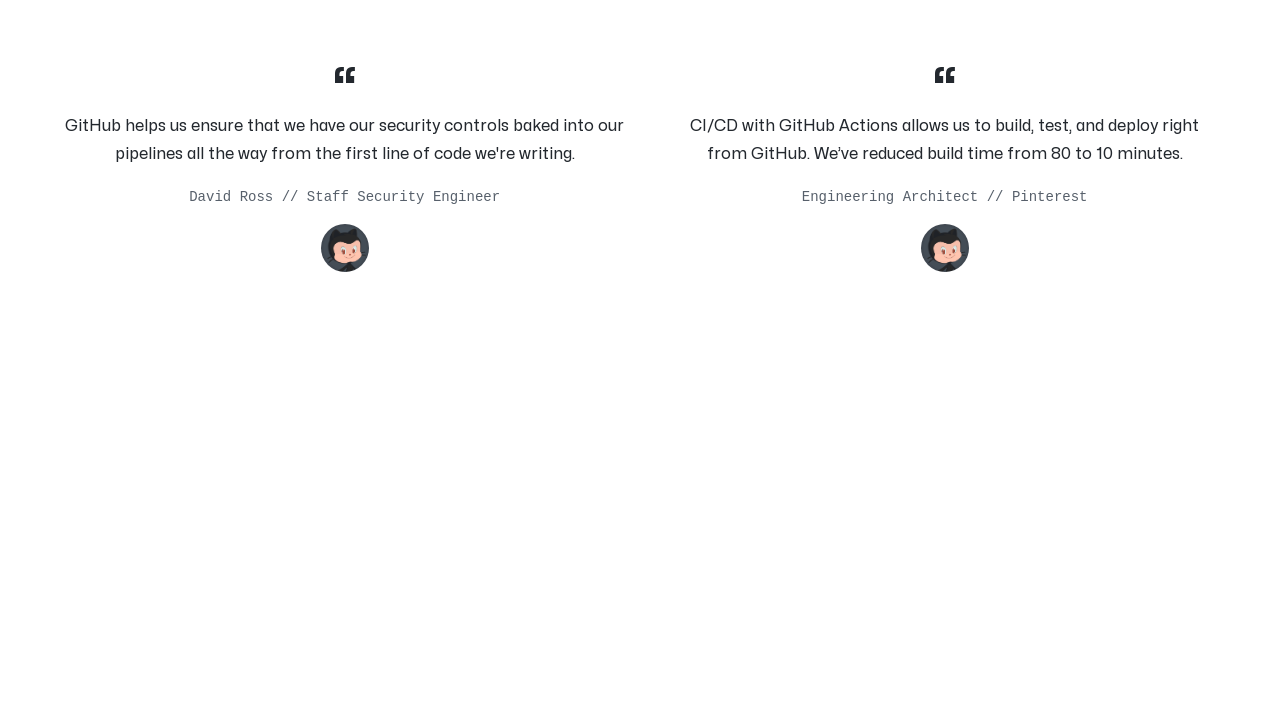 “
GitHub helps us ensure that we have our security controls baked into our
pipelines all the way from the first line of code we're writing.
David Ross // Staff Security Engineer
“
CI/CD with GitHub Actions allows us to build, test, and deploy right
from GitHub. We’ve reduced build time from 80 to 10 minutes.
Engineering Architect // Pinterest